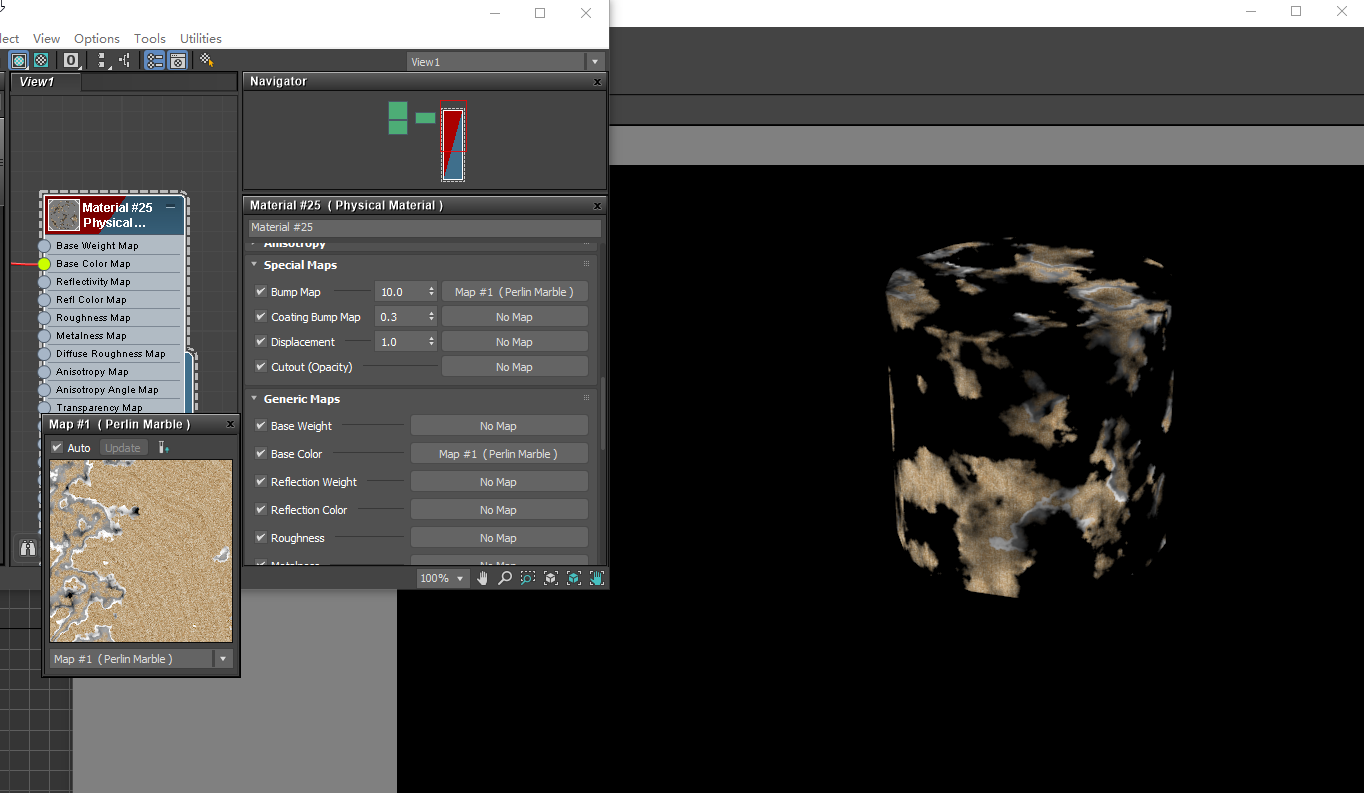 lect View Options Tools Utilities
0
View1
View1
Navigator
Material #25
Physical ...
Base Weight Map
Base Color Map
Reflectivity Map
Refl Color Map
Roughness Map
Metalness Map
Diffuse Roughness Map
Anisotropy Map
Anisotropy Angle Map
Transparency Map
Map #1 ( Perlin Marble )
Auto Update
Map #1 ( Perlin Marble )
Material #25 ( Physical Material )
Material #25
Anisotropy
Special Maps
Bump Map 10.0 Map #1 ( Perlin Marble )
Coating Bump Map 0.3 No Map
Displacement 1.0 No Map
Cutout (Opacity) No Map
Generic Maps
Base Weight No Map
Base Color Map #1 ( Perlin Marble )
Reflection Weight No Map
Reflection Color No Map
Roughness No Map
Metalness No Map
100%